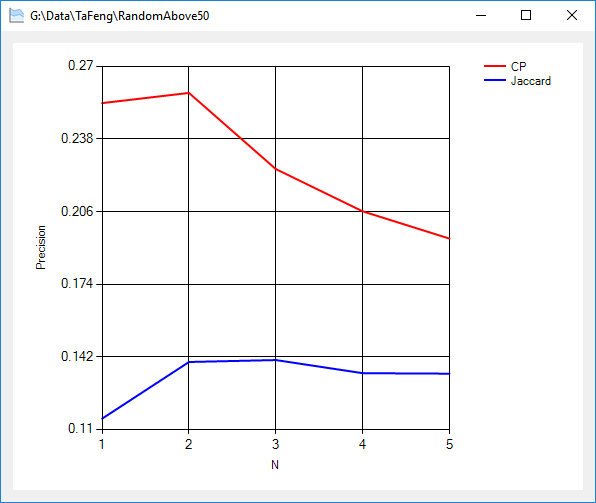 G:\Data\TaFeng\RandomAbove50
CP
Jaccard
0.27
0.238
0.206
0.174
0.142
0.11
Precision
1 2 3 4 5
N